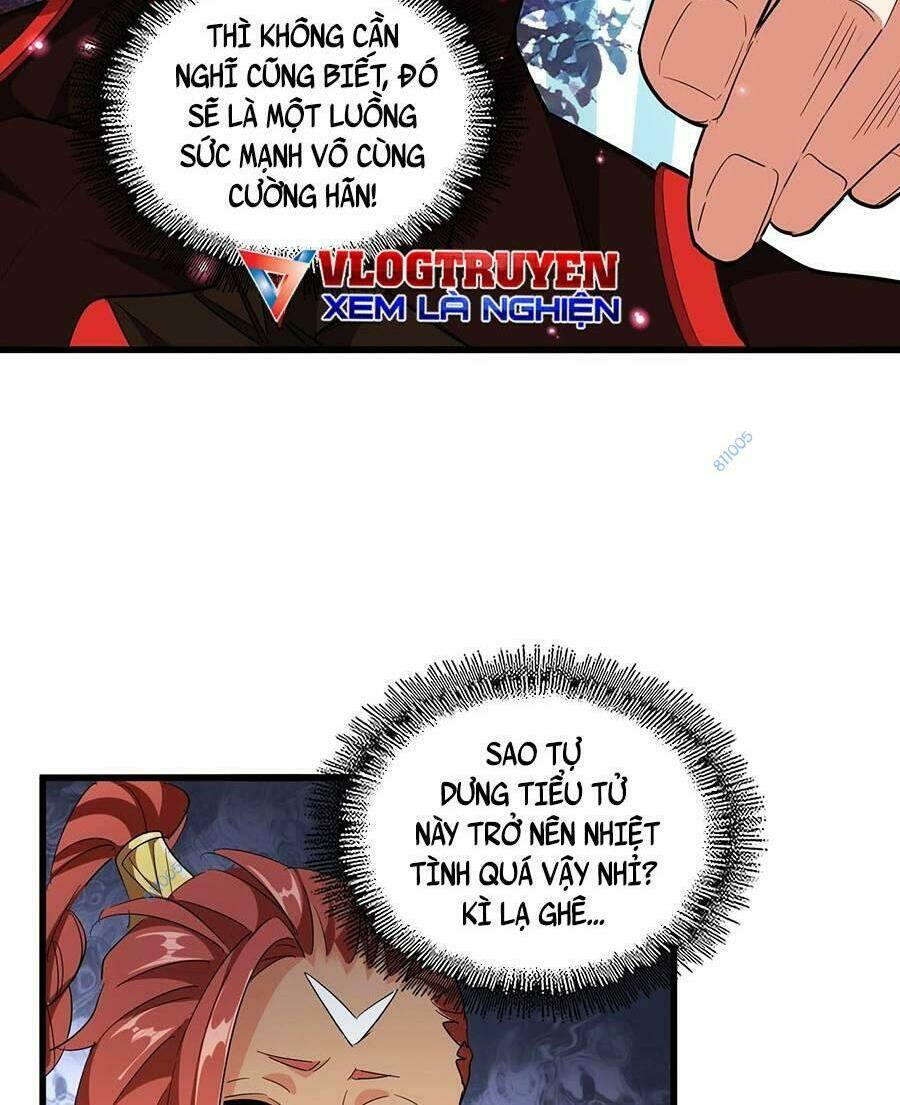 THÌ KHÔNG CẦN
NGHĨ CŨNG BIẾT, ĐÓ
SẼ LÀ MỘT LUỒNG
SỨC MẠNH VÔ CÙNG
CƯỜNG HÃN!
VLOGTRUYEN
XEM LÀ NGHIỆN
811005
SAO TỰ
DƯNG TIỂU TỬ
NÀY TRỞ NÊN NHIỆT
TÌNH QUÁ VẬY NHỈ?
KÌ LẠ GHÊ...
811005